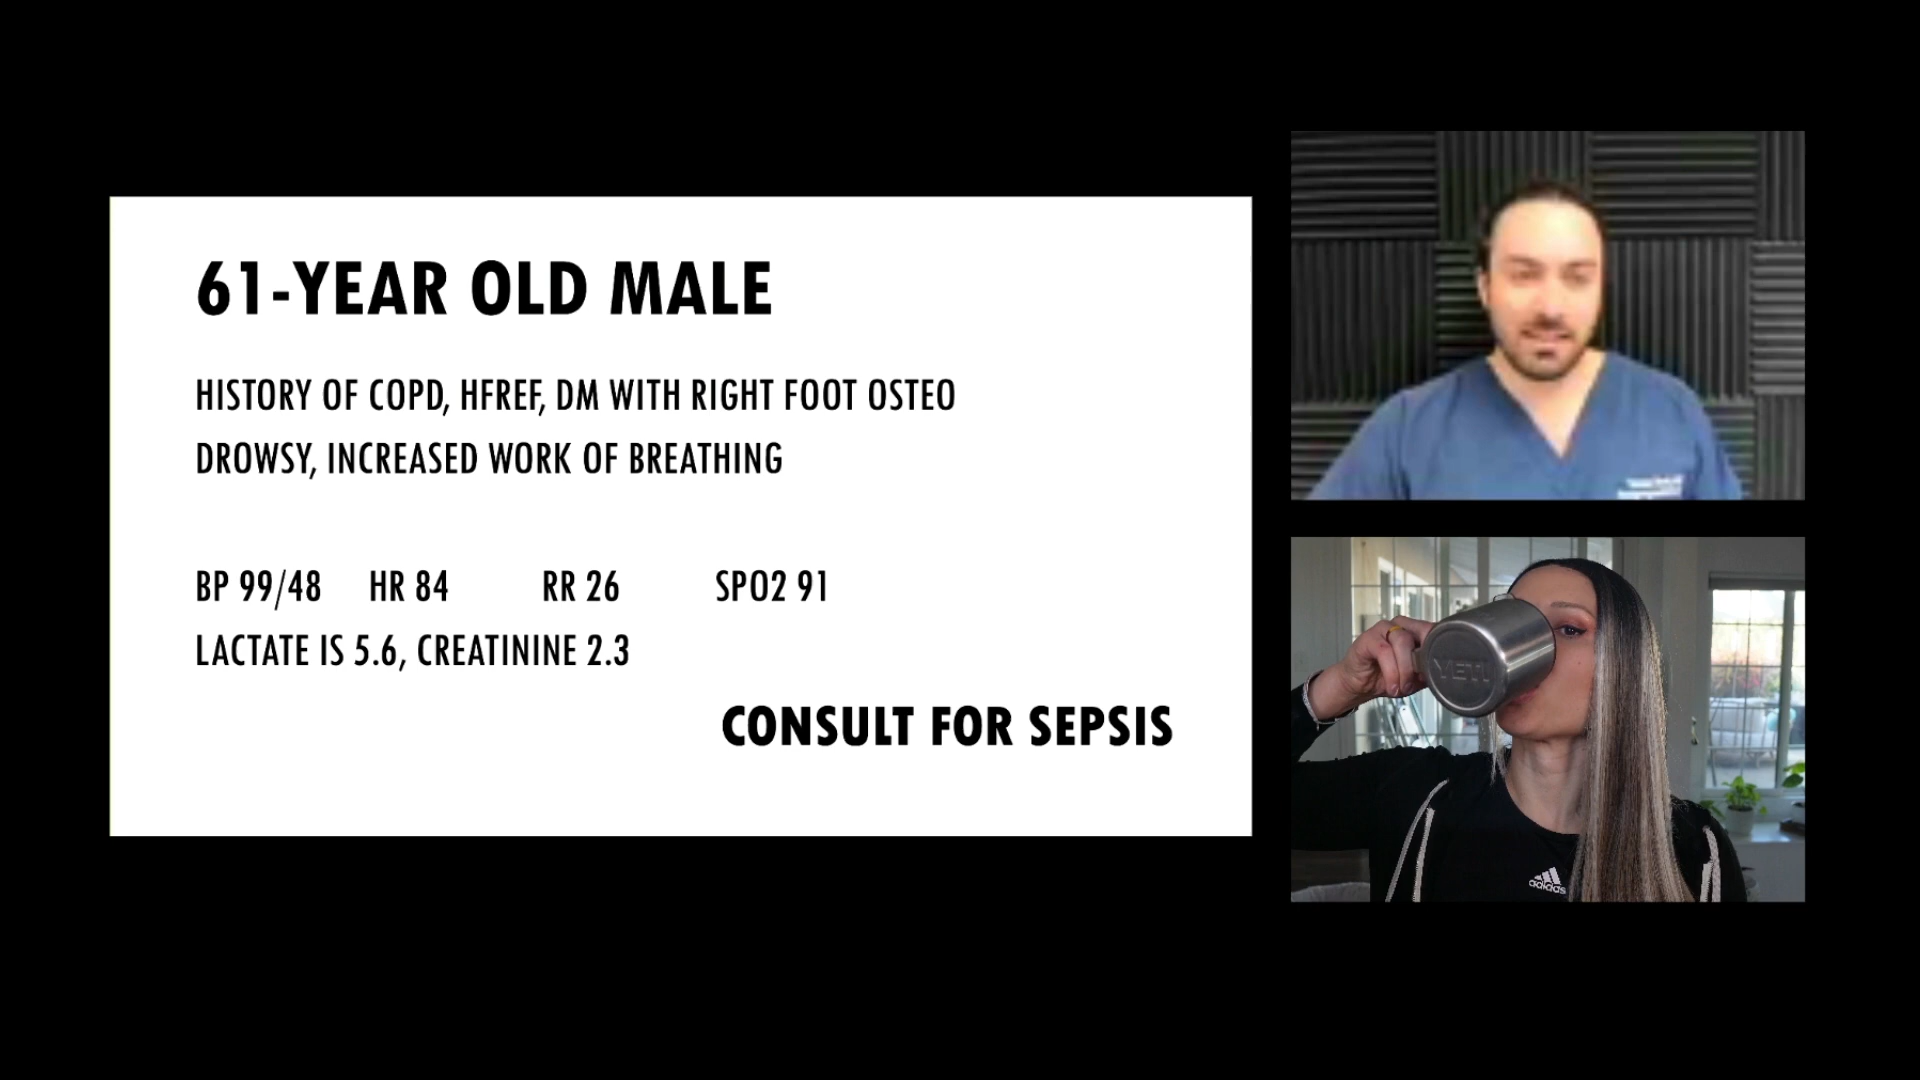 61-YEAR OLD MALE
HISTORY OF COPD, HFREF, DM WITH RIGHT FOOT OSTEO
DROWSY, INCREASED WORK OF BREATHING
BP 99/48 HR 84 RR 26 SPO2 91
LACTATE IS 5.6, CREATININE 2.3
CONSULT FOR SEPSIS
YETI
adidas